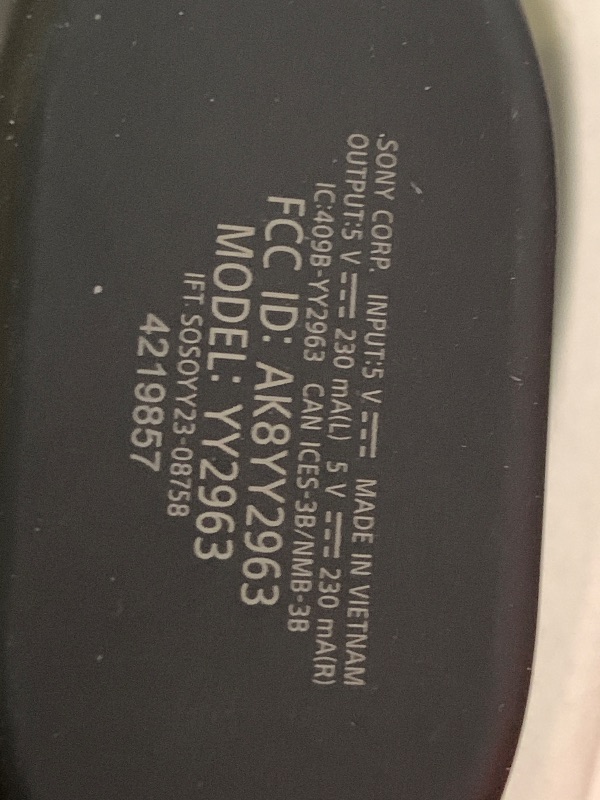 SONY CORP. INPUT:5 V ⎓ MADE IN VIETNAM
OUTPUT:5 V ⎓ 230 mA(L) 5 V ⎓ 230 mA(R)
IC:409B-YY2963 CAN ICES-3B/NMB-3B
FCC ID: AK8YY2963
MODEL: YY2963
IFT. SOSOYY23-08758
4219857